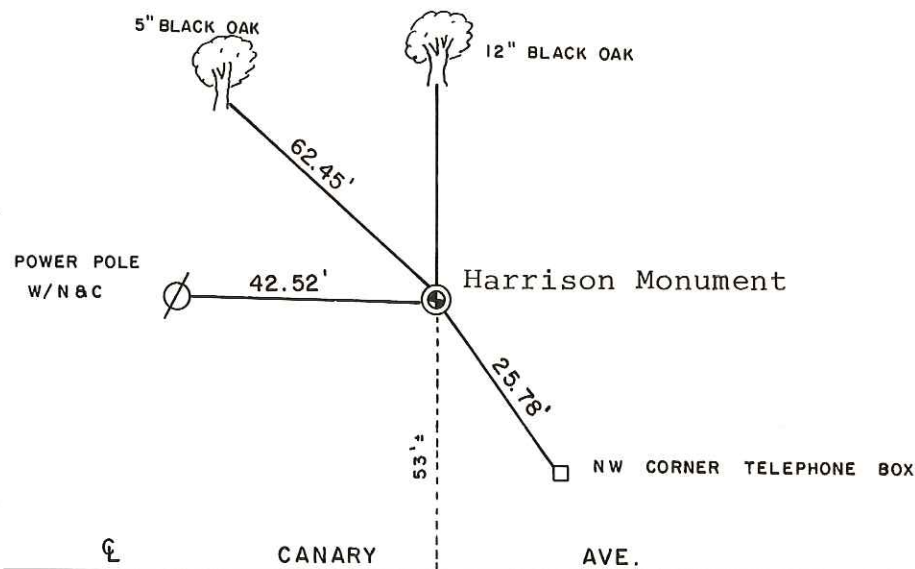 5" BLACK OAK
12" BLACK OAK
62.45'
POWER POLE
W/N&C
42.52'
Harrison Monument
25.78'
53'±
NW CORNER TELEPHONE BOX
℄ CANARY AVE.